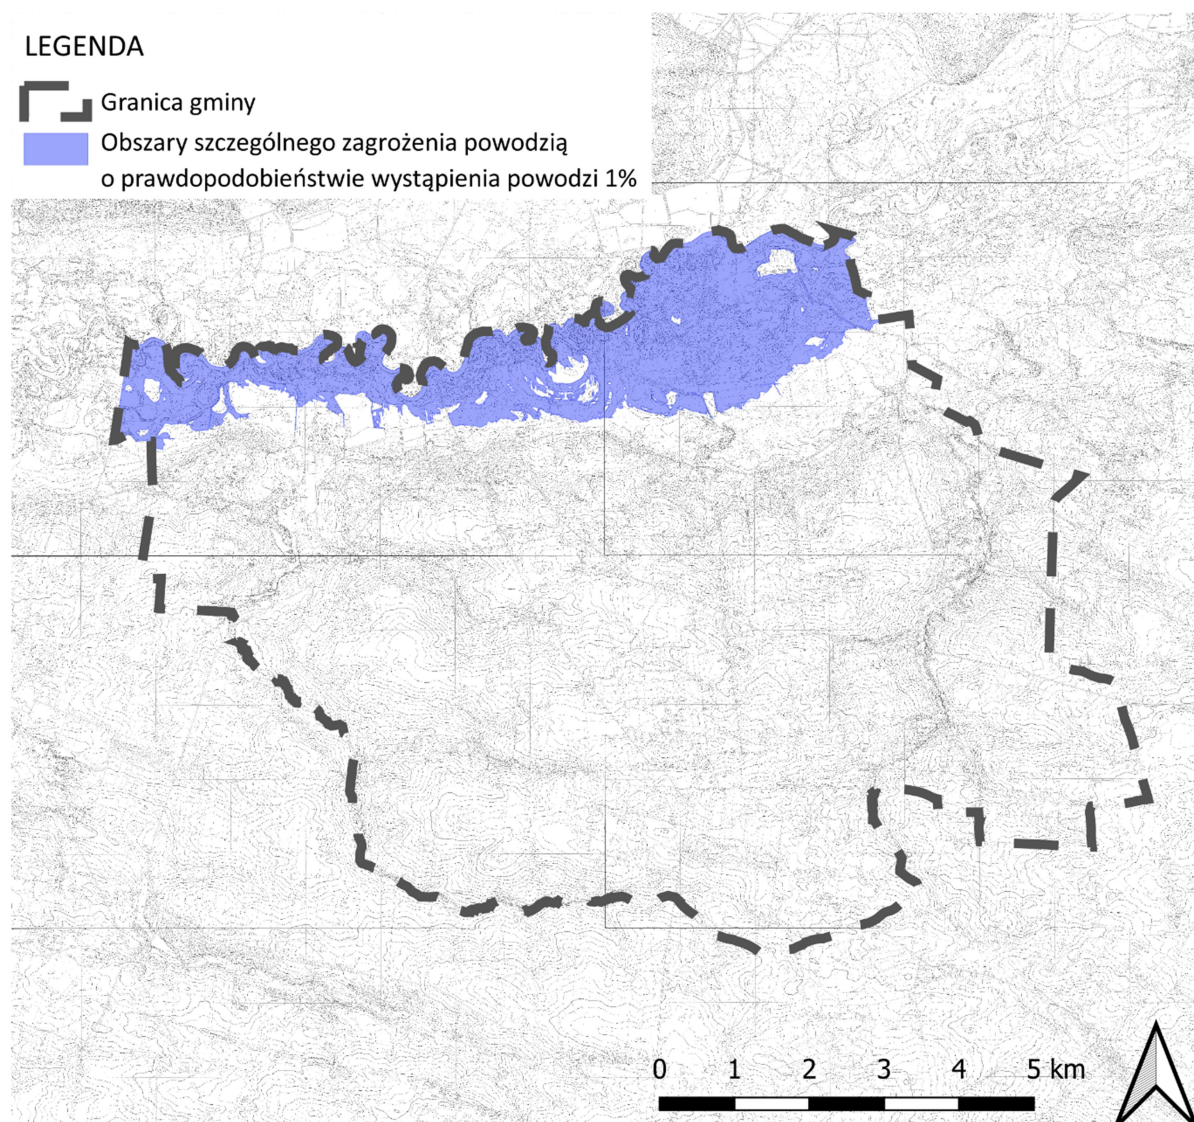 LEGENDA
Granica gminy
Obszary szczególnego zagrożenia powodzią
o prawdopodobieństwie wystąpienia powodzi 1%
0 1 2 3 4 5 km